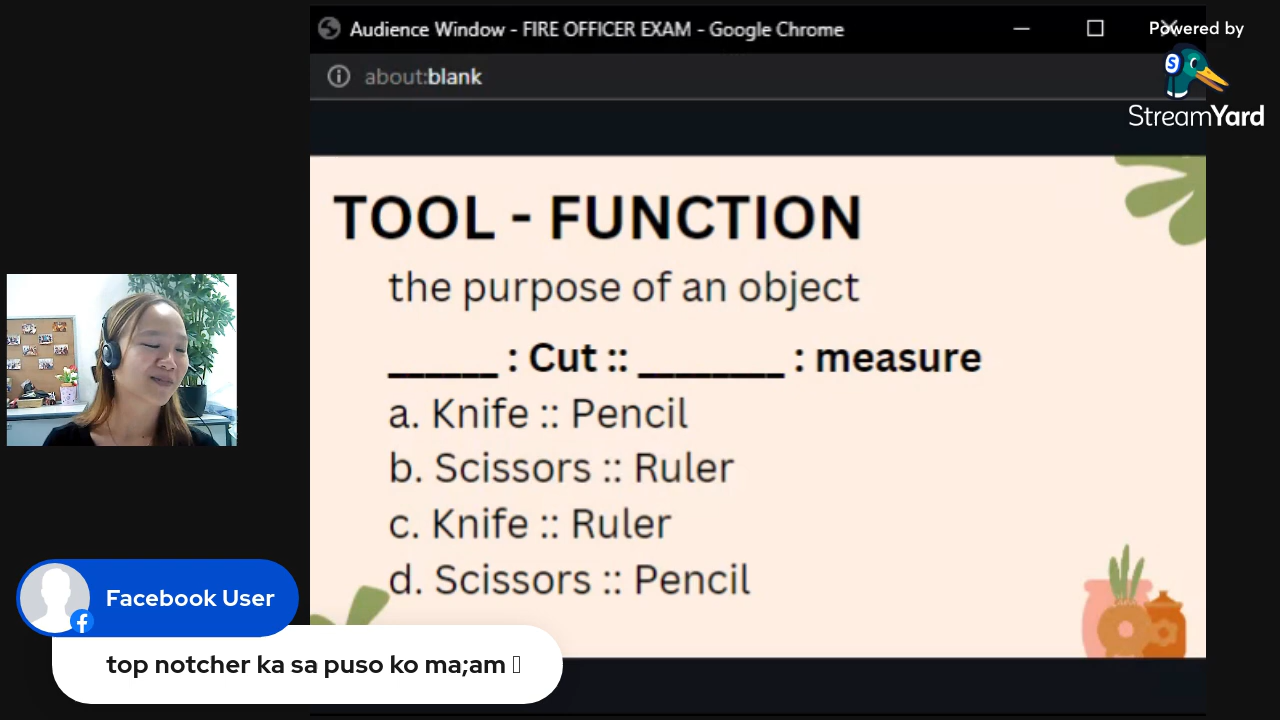 Audience Window - FIRE OFFICER EXAM - Google Chrome
Powered by
about:blank
S
StreamYard
TOOL - FUNCTION
the purpose of an object
______ : Cut :: ________ : measure
a. Knife :: Pencil
b. Scissors :: Ruler
c. Knife :: Ruler
d. Scissors :: Pencil
Facebook User
top notcher ka sa puso ko ma;am